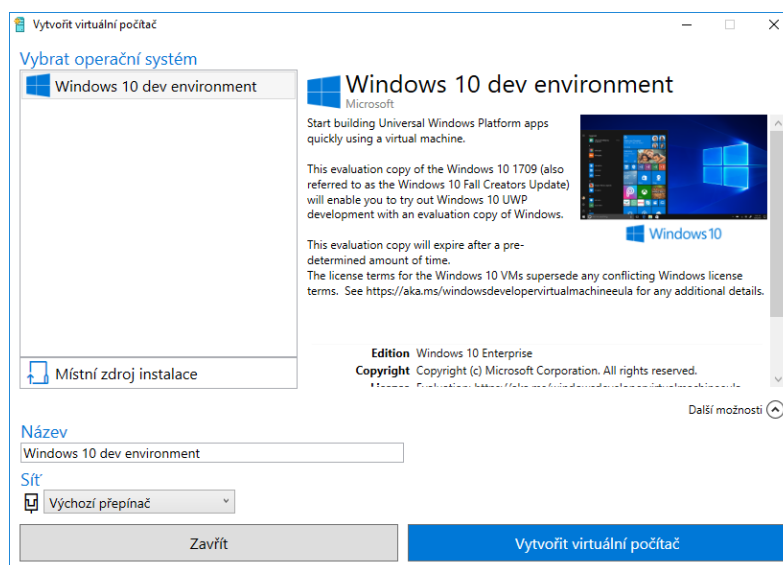 Vytvořit virtuální počítač
Vybrat operační systém
Windows 10 dev environment
Místní zdroj instalace
Windows 10 dev environment
Microsoft
Start building Universal Windows Platform apps
quickly using a virtual machine.
This evaluation copy of the Windows 10 1709 (also
referred to as the Windows 10 Fall Creators Update)
will enable you to try out Windows 10 UWP
development with an evaluation copy of Windows.
This evaluation copy will expire after a pre-
determined amount of time.
The license terms for the Windows 10 VMs supersede any conflicting Windows license
terms. See https://aka.ms/windowsdevelopervirtualmachineeula for any additional details.
Windows 10
Edition Windows 10 Enterprise
Copyright Copyright (c) Microsoft Corporation. All rights reserved.
License Evaluation: https://aka.ms/windowsdevelopervirtualmachineeula
Další možnosti
Název
Windows 10 dev environment
Síť
Výchozí přepínač
Zavřít
Vytvořit virtuální počítač